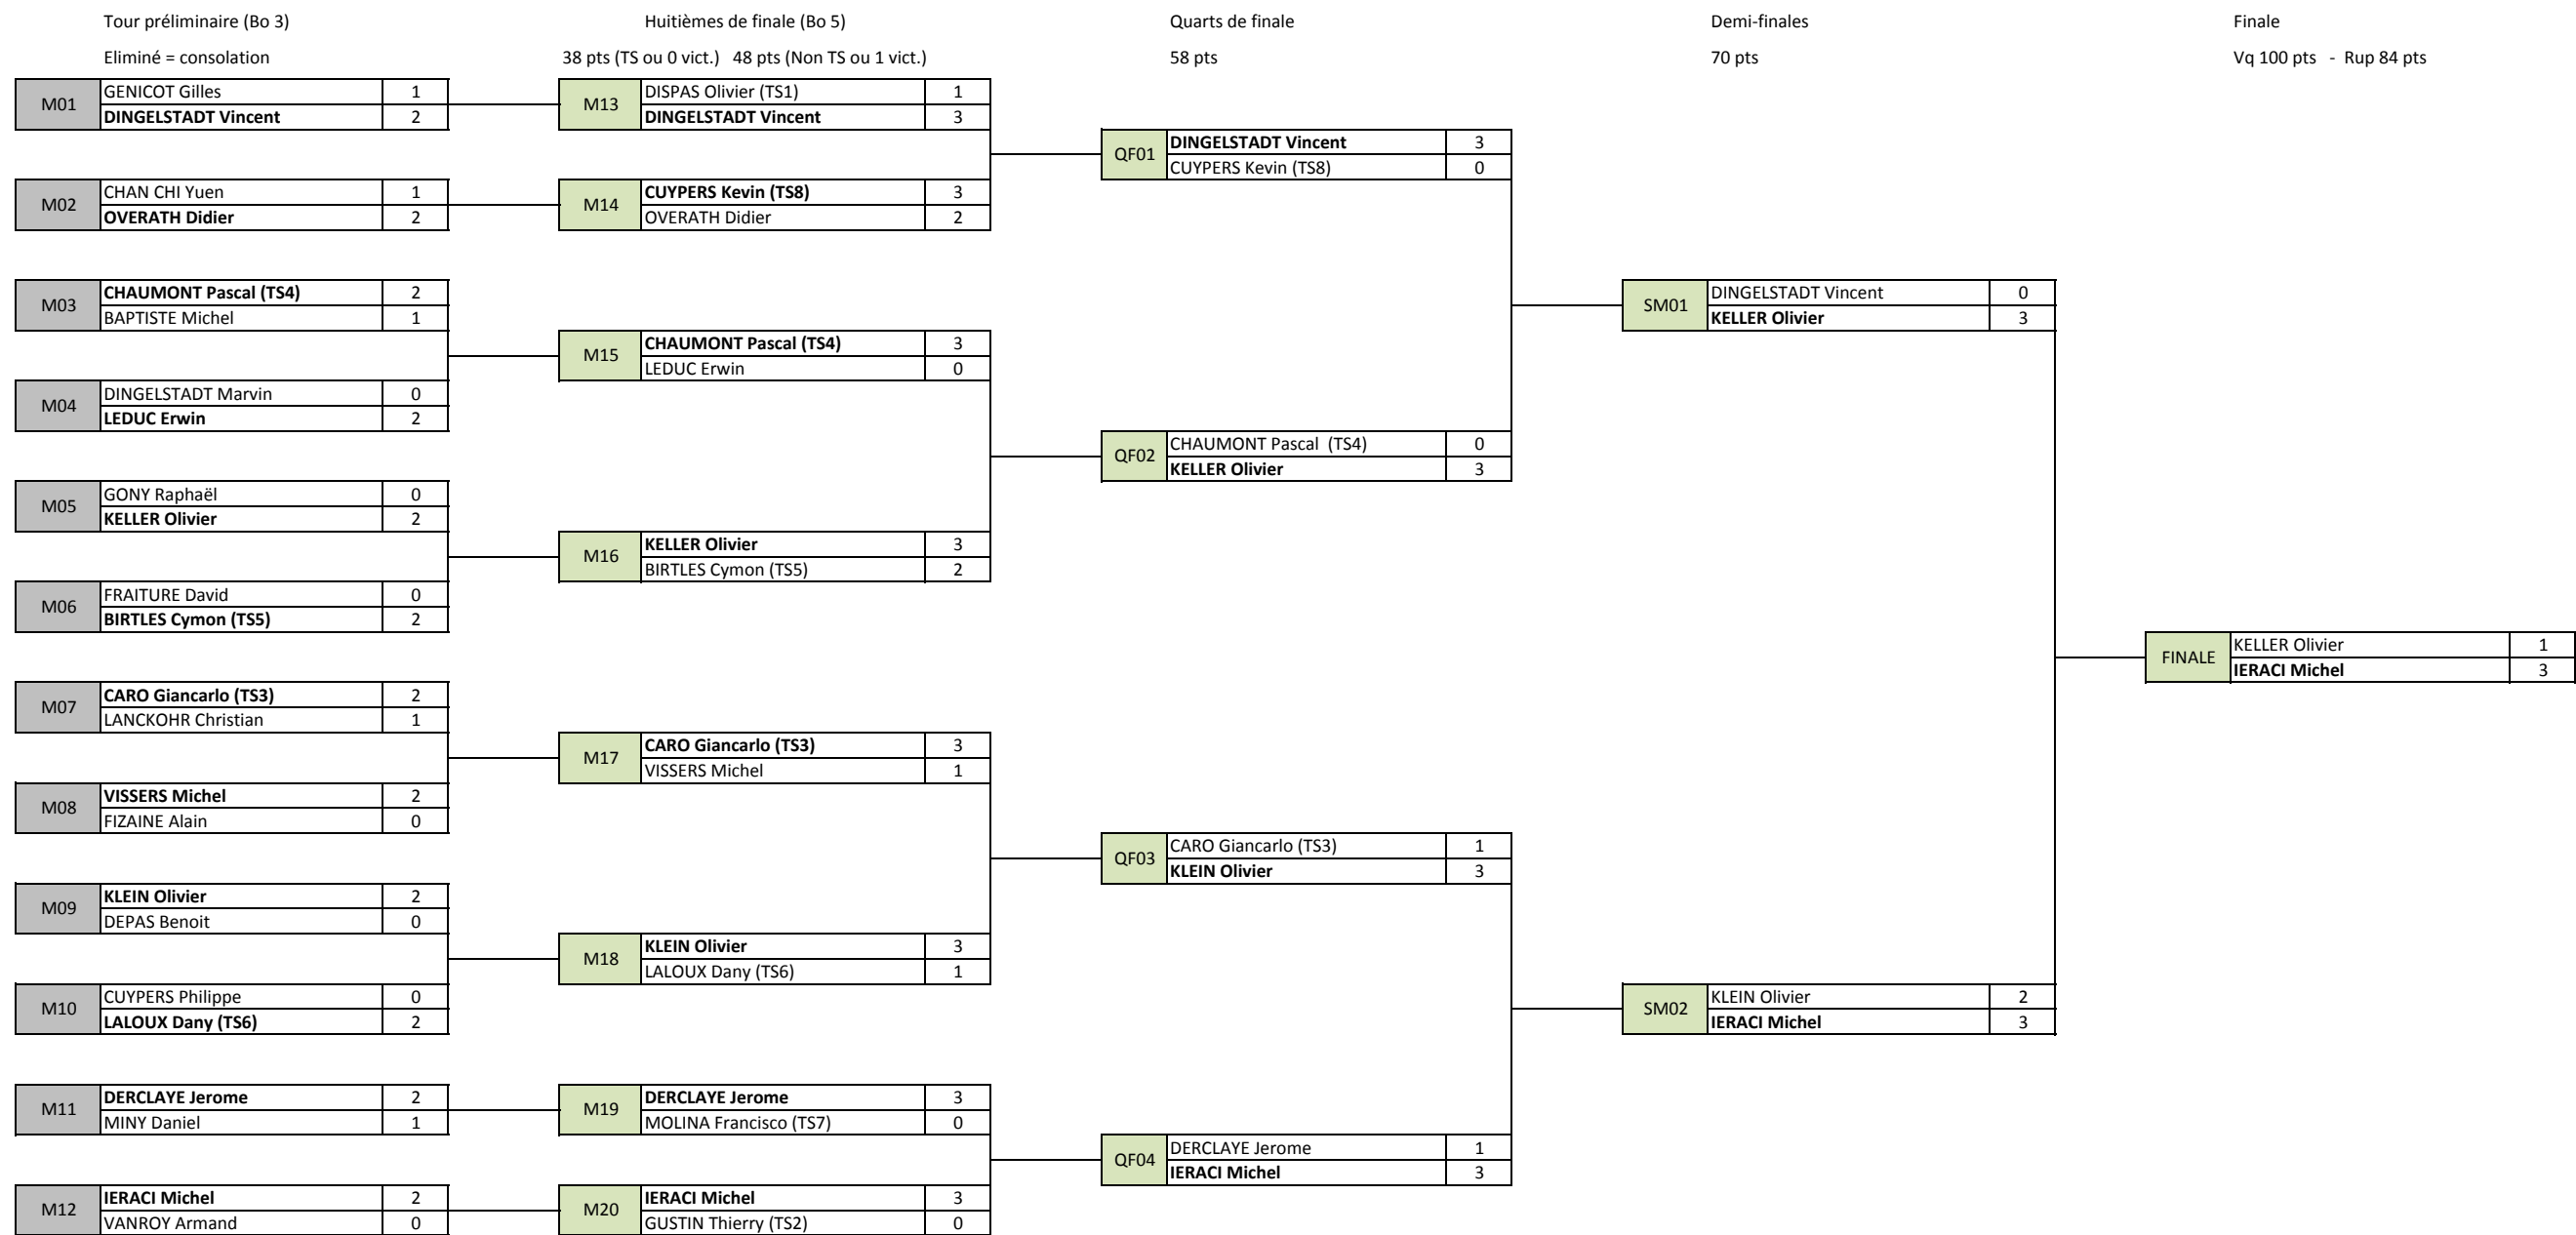 Tour préliminaire (Bo 3)
Eliminé = consolation
M01
GENICOT Gilles 1
DINGELSTADT Vincent 2
M02
CHAN CHI Yuen 1
OVERATH Didier 2
M03
CHAUMONT Pascal (TS4) 2
BAPTISTE Michel 1
M04
DINGELSTADT Marvin 0
LEDUC Erwin 2
M05
GONY Raphaël 0
KELLER Olivier 2
M06
FRAITURE David 0
BIRTLES Cymon (TS5) 2
M07
CARO Giancarlo (TS3) 2
LANCKOHR Christian 1
M08
VISSERS Michel 2
FIZAINE Alain 0
M09
KLEIN Olivier 2
DEPAS Benoit 0
M10
CUYPERS Philippe 0
LALOUX Dany (TS6) 2
M11
DERCLAYE Jerome 2
MINY Daniel 1
M12
IERACI Michel 2
VANROY Armand 0
Huitièmes de finale (Bo 5)
38 pts (TS ou 0 vict.) 48 pts (Non TS ou 1 vict.)
M13
DISPAS Olivier (TS1) 1
DINGELSTADT Vincent 3
M14
CUYPERS Kevin (TS8) 3
OVERATH Didier 2
M15
CHAUMONT Pascal (TS4) 3
LEDUC Erwin 0
M16
KELLER Olivier 3
BIRTLES Cymon (TS5) 2
M17
CARO Giancarlo (TS3) 3
VISSERS Michel 1
M18
KLEIN Olivier 3
LALOUX Dany (TS6) 1
M19
DERCLAYE Jerome 3
MOLINA Francisco (TS7) 0
M20
IERACI Michel 3
GUSTIN Thierry (TS2) 0
Quarts de finale
58 pts
QF01
DINGELSTADT Vincent 3
CUYPERS Kevin (TS8) 0
QF02
CHAUMONT Pascal (TS4) 0
KELLER Olivier 3
QF03
CARO Giancarlo (TS3) 1
KLEIN Olivier 3
QF04
DERCLAYE Jerome 1
IERACI Michel 3
Demi-finales
70 pts
SM01
DINGELSTADT Vincent 0
KELLER Olivier 3
SM02
KLEIN Olivier 2
IERACI Michel 3
Finale
Vq 100 pts - Rup 84 pts
FINALE
KELLER Olivier 1
IERACI Michel 3